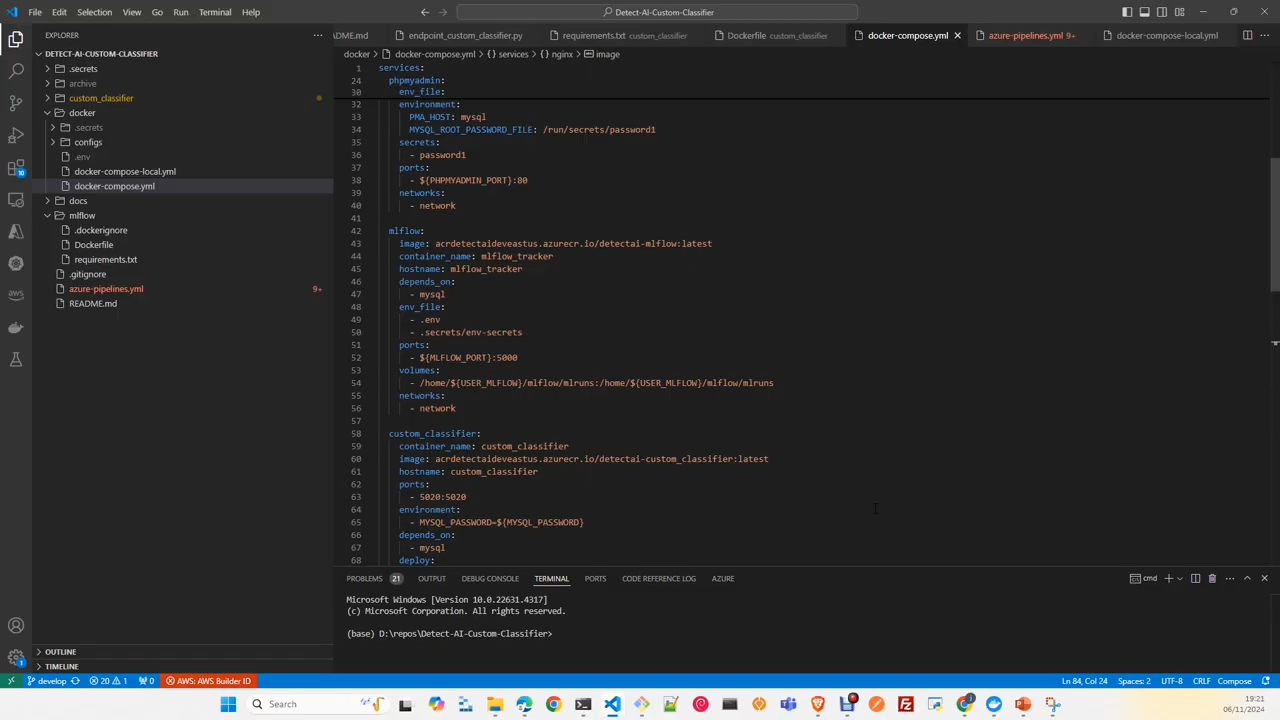 File Edit Selection View Go Run Terminal Help
Detect-AI-Custom-Classifier
EXPLORER
DETECT-AI-CUSTOM-CLASSIFIER
.secrets
archive
custom_classifier
docker
.secrets
configs
.env
docker-compose-local.yml
docker-compose.yml
docs
mlflow
.dockerignore
Dockerfile
requirements.txt
.gitignore
azure-pipelines.yml 9+
README.md
OUTLINE
TIMELINE
ME.md endpoint_custom_classifier.py requirements.txt custom_classifier Dockerfile custom_classifier docker-compose.yml azure-pipelines.yml 9+ docker-compose-local.yml
docker > docker-compose.yml > {} services > {} nginx > image
1 services:
24 phpmyadmin:
30 env_file:
32 environment:
33 PMA_HOST: mysql
34 MYSQL_ROOT_PASSWORD_FILE: /run/secrets/password1
35 secrets:
36 - password1
37 ports:
38 - ${PHPMYADMIN_PORT}:80
39 networks:
40 - network
41
42 mlflow:
43 image: acrdetectaideveastus.azurecr.io/detectai-mlflow:latest
44 container_name: mlflow_tracker
45 hostname: mlflow_tracker
46 depends_on:
47 - mysql
48 env_file:
49 - .env
50 - .secrets/env-secrets
51 ports:
52 - ${MLFLOW_PORT}:5000
53 volumes:
54 - /home/${USER_MLFLOW}/mlflow/mlruns:/home/${USER_MLFLOW}/mlflow/mlruns
55 networks:
56 - network
57
58 custom_classifier:
59 container_name: custom_classifier
60 image: acrdetectaideveastus.azurecr.io/detectai-custom_classifier:latest
61 hostname: custom_classifier
62 ports:
63 - 5020:5020
64 environment:
65 - MYSQL_PASSWORD=${MYSQL_PASSWORD}
66 depends_on:
67 - mysql
68 deploy:
PROBLEMS 21 OUTPUT DEBUG CONSOLE TERMINAL PORTS CODE REFERENCE LOG AZURE cmd
Microsoft Windows [Version 10.0.22631.4317]
(c) Microsoft Corporation. All rights reserved.
(base) D:\repos\Detect-AI-Custom-Classifier>
10
aws
1
develop 20 1 0 AWS: AWS Builder ID Ln 84, Col 24 Spaces: 2 UTF-8 CRLF Compose
Search
19:21
06/11/2024